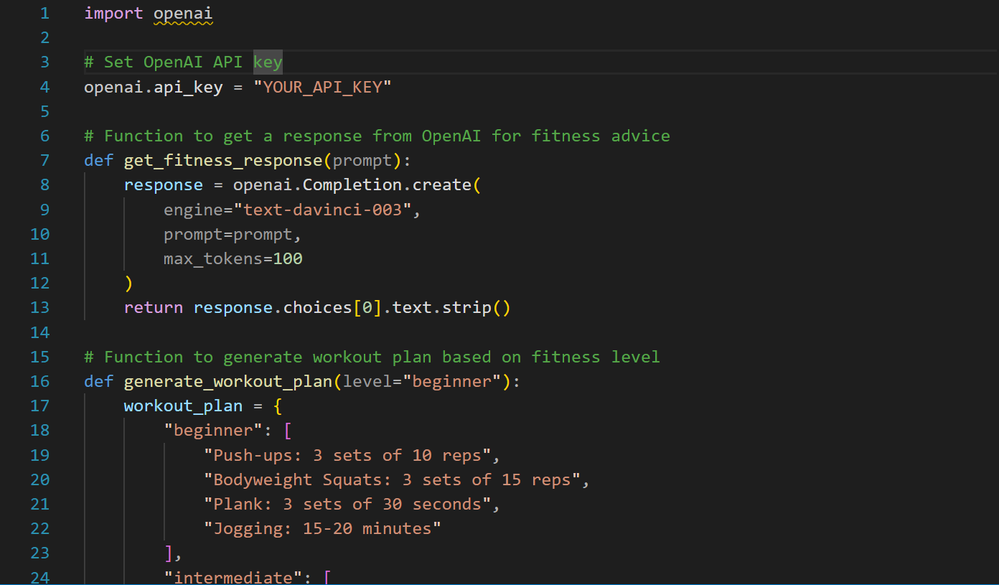 1 import openai
2
3 # Set OpenAI API key
4 openai.api_key = "YOUR_API_KEY"
5
6 # Function to get a response from OpenAI for fitness advice
7 def get_fitness_response(prompt):
8     response = openai.Completion.create(
9         engine="text-davinci-003",
10         prompt=prompt,
11         max_tokens=100
12     )
13     return response.choices[0].text.strip()
14
15 # Function to generate workout plan based on fitness level
16 def generate_workout_plan(level="beginner"):
17     workout_plan = {
18         "beginner": [
19             "Push-ups: 3 sets of 10 reps",
20             "Bodyweight Squats: 3 sets of 15 reps",
21             "Plank: 3 sets of 30 seconds",
22             "Jogging: 15-20 minutes"
23         ],
24         "intermediate": [